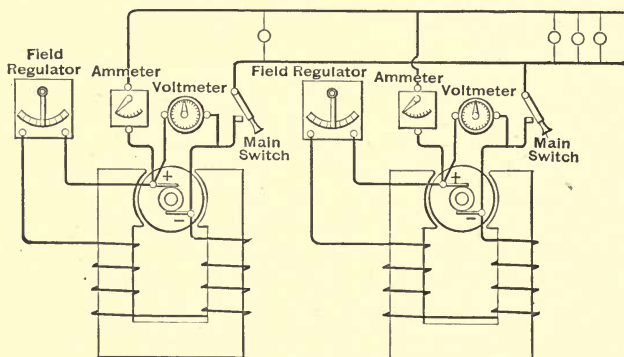 Field
Regulator
Ammeter
Voltmeter
Main
Switch
+
−
Field Regulator
Ammeter
Voltmeter
Main
Switch
+
−